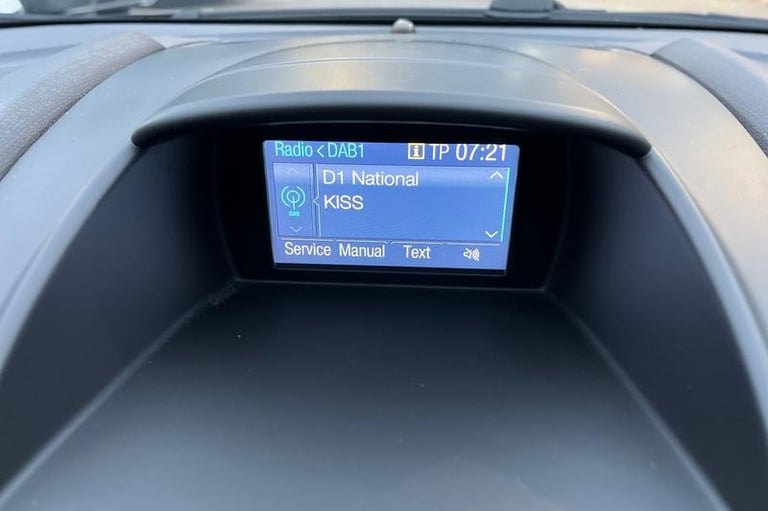 Radio < DAB1 i TP 07:21
D1 National
DAB
KISS
Service Manual Text